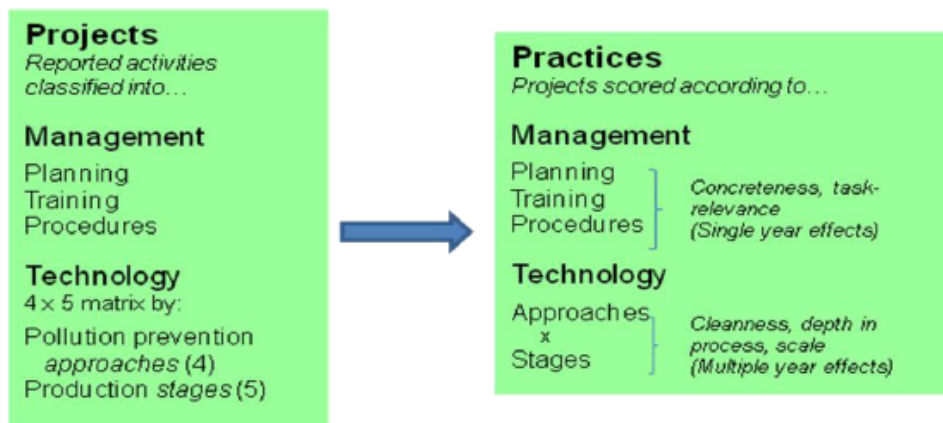 Projects
Reported activities
classified into…
Management
Planning
Training
Procedures
Technology
4 x 5 matrix by:
Pollution prevention
approaches (4)
Production stages (5)
Practices
Projects scored according to…
Management
Planning
Training
Procedures
Concreteness, task-
relevance
(Single year effects)
Technology
Approaches
x
Stages
Cleanness, depth in
process, scale
(Multiple year effects)